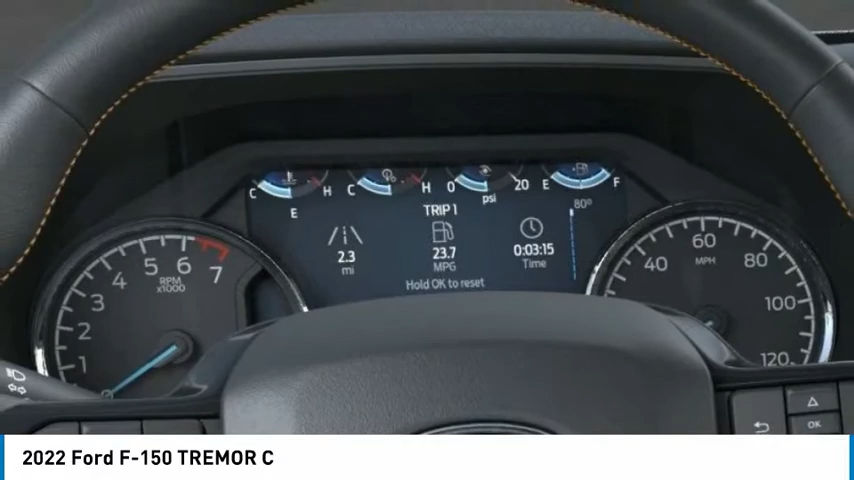 C H C H 0 20 E F
psi
E TRIP 1 80°
2.3 23.7 0:03:15
mi MPG Time
Hold OK to reset
1 2 3 4 5 6 7
RPM
x1000
40 60 80 100 120
MPH
OK
2022 Ford F-150 TREMOR C